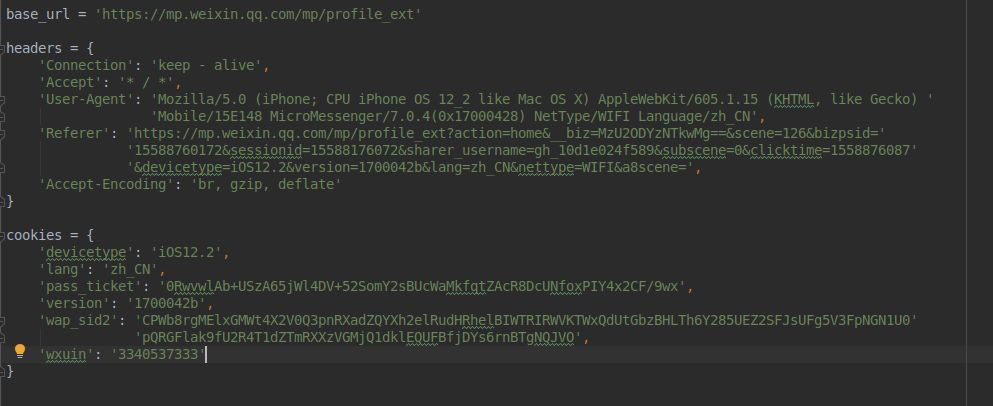 base_url = 'https://mp.weixin.qq.com/mp/profile_ext'
headers = {
'Connection': 'keep - alive',
'Accept': '* / *',
'User-Agent': 'Mozilla/5.0 (iPhone; CPU iPhone OS 12_2 like Mac OS X) AppleWebKit/605.1.15 (KHTML, like Gecko) '
'Mobile/15E148 MicroMessenger/7.0.4(0x17000428) NetType/WIFI Language/zh_CN',
'Referer': 'https://mp.weixin.qq.com/mp/profile_ext?action=home&__biz=MzU2ODYzNTkwMg==&scene=126&bizpsid='
'15588760172&sessionid=15588176072&sharer_username=gh_10d1e024f589&subscene=0&clicktime=1558876087'
'&devicetype=iOS12.2&version=1700042b&lang=zh_CN&nettype=WIFI&a8scene=',
'Accept-Encoding': 'br, gzip, deflate'
}
cookies = {
'devicetype': 'iOS12.2',
'lang': 'zh_CN',
'pass_ticket': '0RwvwlAb+USzA65jWl4DV+52SomY2sBUcWaMkfqtZAcR8DcUNfoxPIY4x2CF/9wx',
'version': '1700042b',
'wap_sid2': 'CPWb8rgMElxGMWt4X2V0Q3pnRXadZQYXh2elRudHRhelBIWTRIRWVKTWxQdUtGbzBHLTh6Y285UEZ2SFJsUFg5V3FpNGN1U0'
'pQRGFlak9fU2R4T1dZTmRXXzVGMjQ1dklEQUFBfjDYs6rnBTgNQJVO',
'wxuin': '3340537333'
}